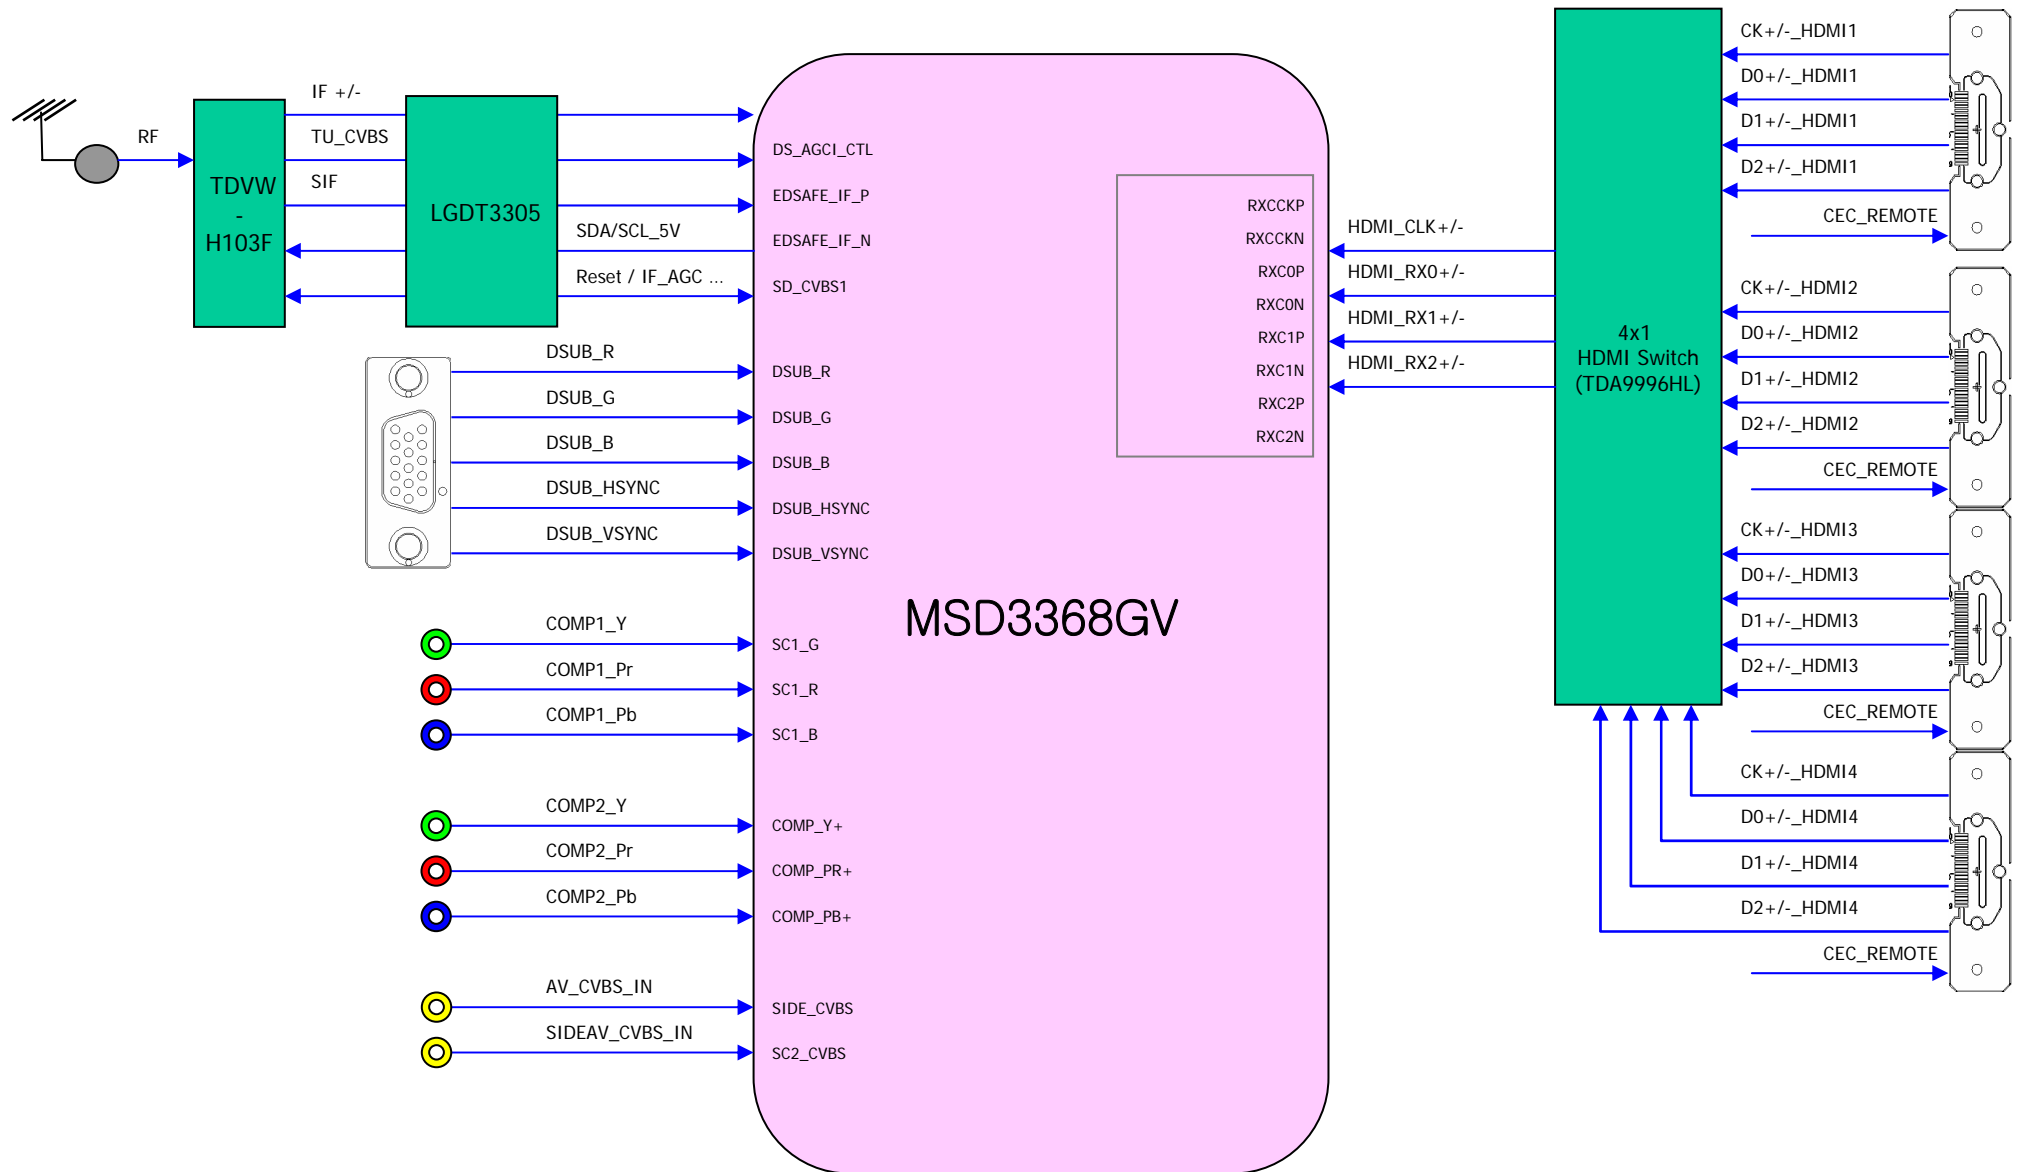 RF
TDVW
-
H103F
IF +/-
TU_CVBS
SIF
LGDT3305
SDA/SCL_5V
Reset / IF_AGC ...
DS_AGCI_CTL
EDSAFE_IF_P
EDSAFE_IF_N
SD_CVBS1
DSUB_R
DSUB_G
DSUB_B
DSUB_HSYNC
DSUB_VSYNC
DSUB_R
DSUB_G
DSUB_B
DSUB_HSYNC
DSUB_VSYNC
COMP1_Y
COMP1_Pr
COMP1_Pb
SC1_G
SC1_R
SC1_B
COMP2_Y
COMP2_Pr
COMP2_Pb
COMP_Y+
COMP_PR+
COMP_PB+
AV_CVBS_IN
SIDEAV_CVBS_IN
SIDE_CVBS
SC2_CVBS
MSD3368GV
RXCCKP
RXCCKN
RXC0P
RXC0N
RXC1P
RXC1N
RXC2P
RXC2N
HDMI_CLK+/-
HDMI_RX0+/-
HDMI_RX1+/-
HDMI_RX2+/-
4x1
HDMI Switch
(TDA9996HL)
CK+/-_HDMI1
D0+/-_HDMI1
D1+/-_HDMI1
D2+/-_HDMI1
CEC_REMOTE
CK+/-_HDMI2
D0+/-_HDMI2
D1+/-_HDMI2
D2+/-_HDMI2
CEC_REMOTE
CK+/-_HDMI3
D0+/-_HDMI3
D1+/-_HDMI3
D2+/-_HDMI3
CEC_REMOTE
CK+/-_HDMI4
D0+/-_HDMI4
D1+/-_HDMI4
D2+/-_HDMI4
CEC_REMOTE